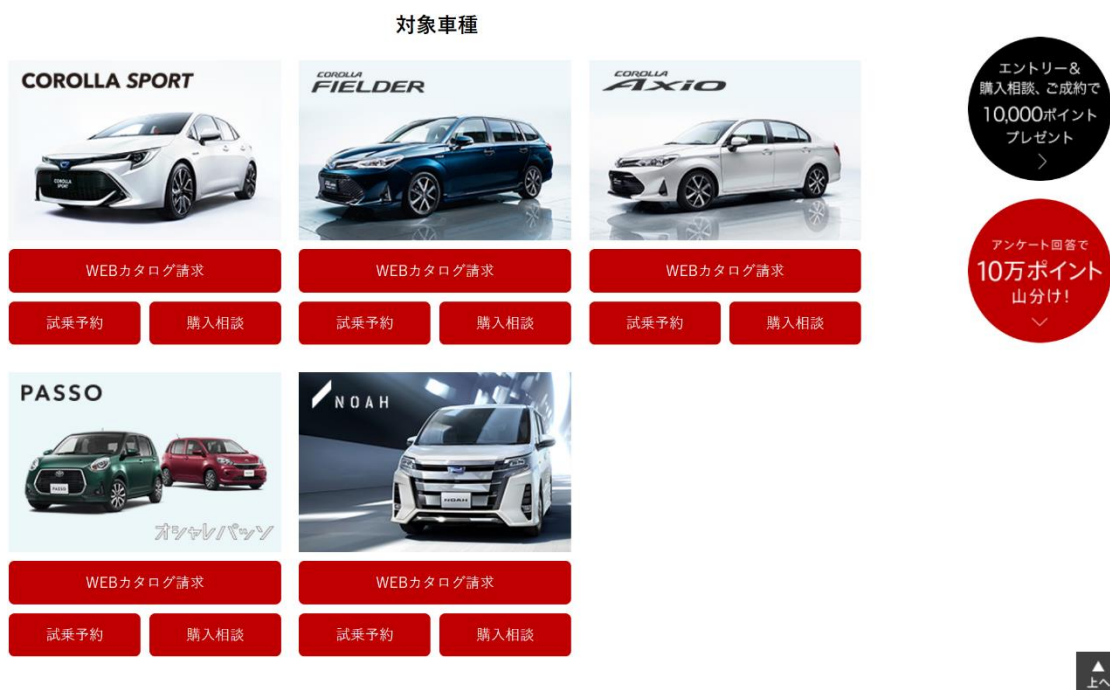 対象車種
COROLLA SPORT
COROLLA
SPORT
WEBカタログ請求
試乗予約
購入相談
COROLLA
FIELDER
WEBカタログ請求
試乗予約
購入相談
COROLLA
AXIO
WEBカタログ請求
試乗予約
購入相談
PASSO
PASSO
オシャレパッソ
WEBカタログ請求
試乗予約
購入相談
NOAH
NOAH
WEBカタログ請求
試乗予約
購入相談
エントリー&
購入相談、ご成約で
10,000ポイント
プレゼント
アンケート回答で
10万ポイント
山分け!
▲
上へ